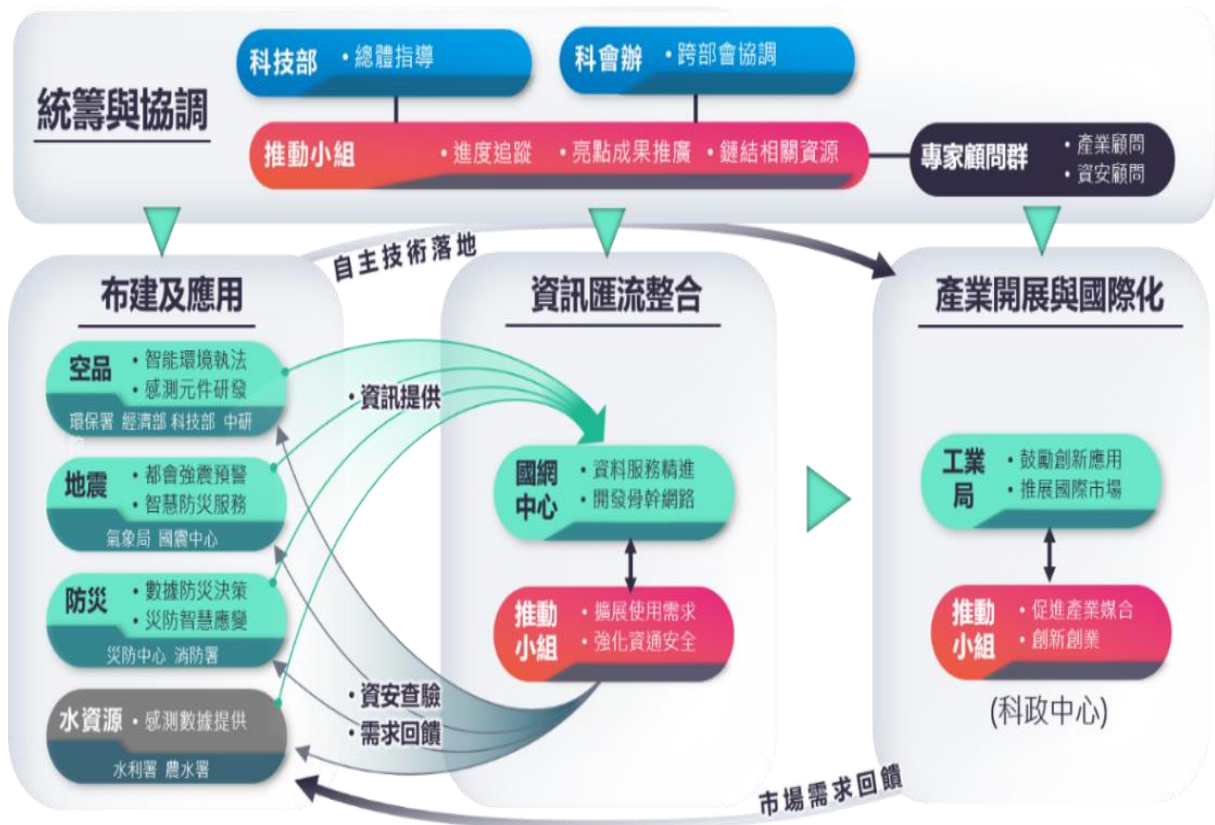 統籌與協調
科技部 •總體指導
科會辦 •跨部會協調
推動小組 •進度追蹤 •亮點成果推廣 •鏈結相關資源
專家顧問群
•產業顧問
•資安顧問
自主技術落地
布建及應用
空品
•智能環境執法
•感測元件研發
環保署 經濟部 科技部 中研
地震
•都會強震預警
•智慧防災服務
氣象局 國震中心
防災
•數據防災決策
•災防智慧應變
災防中心 消防署
水資源 •感測數據提供
水利署 農水署
•資訊提供
•資安查驗
•需求回饋
資訊匯流整合
國網
中心
•資料服務精進
•開發骨幹網路
推動
小組
•擴展使用需求
•強化資通安全
產業開展與國際化
工業
局
•鼓勵創新應用
•推展國際市場
推動
小組
•促進產業媒合
•創新創業
(科政中心)
市場需求回饋